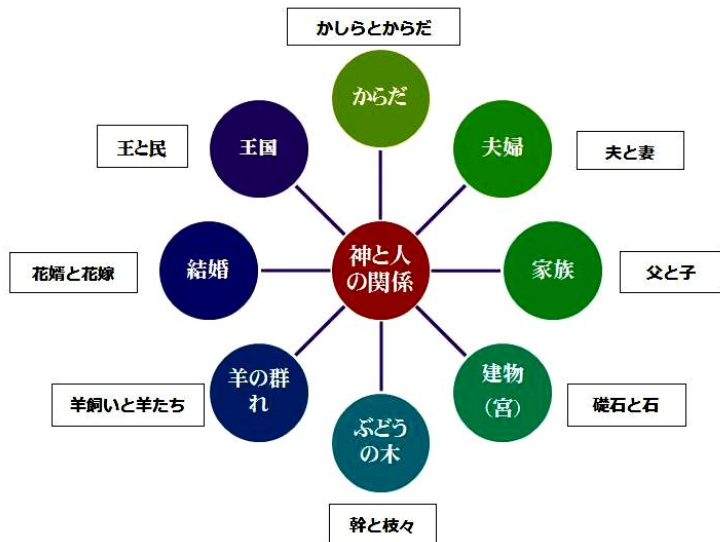 かしらとからだ
からだ
王と民
王国
夫婦
夫と妻
花婿と花嫁
結婚
神と人
の関係
家族
父と子
羊飼いと羊たち
羊の群
れ
建物
（宮）
礎石と石
ぶどう
の木
幹と枝々